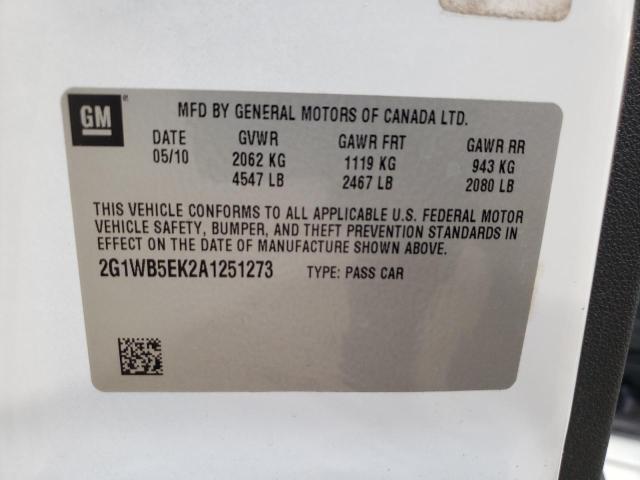 GM
MFD BY GENERAL MOTORS OF CANADA LTD.
DATE GVWR GAWR FRT GAWR RR
05/10 2062 KG 1119 KG 943 KG
4547 LB 2467 LB 2080 LB
THIS VEHICLE CONFORMS TO ALL APPLICABLE U.S. FEDERAL MOTOR
VEHICLE SAFETY, BUMPER, AND THEFT PREVENTION STANDARDS IN
EFFECT ON THE DATE OF MANUFACTURE SHOWN ABOVE.
2G1WB5EK2A1251273 TYPE: PASS CAR